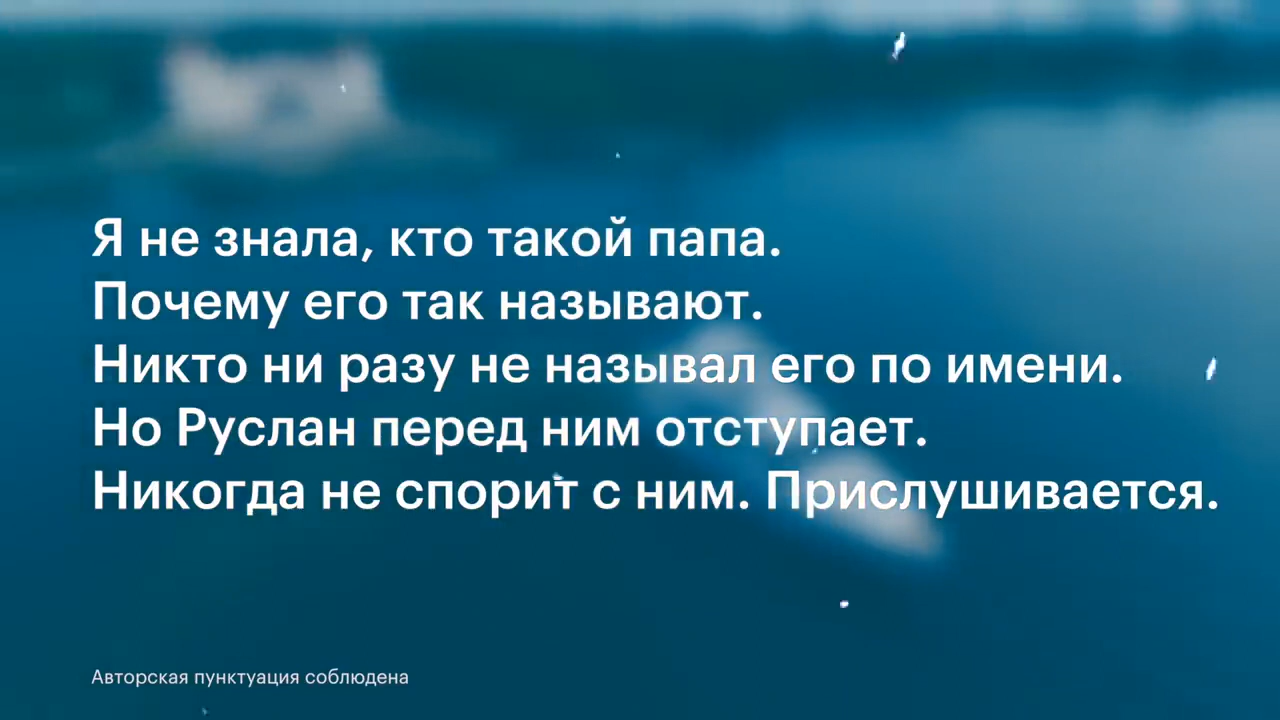 Я не знала, кто такой папа.
Почему его так называют.
Никто ни разу не называл его по имени.
Но Руслан перед ним отступает.
Никогда не спорит с ним. Прислушивается.
Авторская пунктуация соблюдена